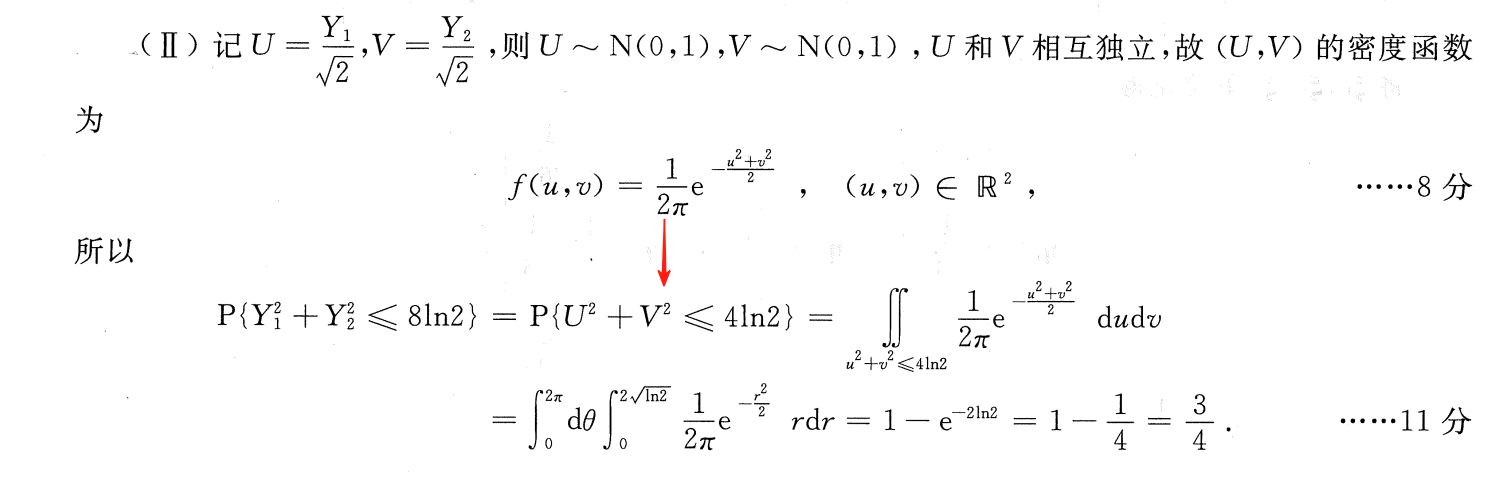 (Ⅱ)记 U = Y₁/√2, V = Y₂/√2, 则 U ~ N(0,1), V ~ N(0,1), U 和 V 相互独立, 故 (U,V) 的密度函数
为
f(u,v) = 1/(2π) e^(-(u²+v²)/2), (u,v) ∈ ℝ², ……8 分
所以
P{Y₁² + Y₂² ⩽ 8ln2} = P{U² + V² ⩽ 4ln2} = ∬_(u²+v²⩽4ln2) 1/(2π) e^(-(u²+v²)/2) dudv
= ∫₀^(2π) dθ ∫₀^(2√ln2) 1/(2π) e^(-r²/2) rdr = 1 − e^(−2ln2) = 1 − 1/4 = 3/4. ……11 分